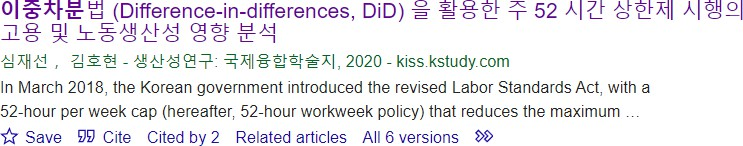 이중차분법 (Difference-in-differences, DiD) 을 활용한 주 52 시간 상한제 시행의
고용 및 노동생산성 영향 분석
심재선 , 김호현 - 생산성연구: 국제융합학술지, 2020 - kiss.kstudy.com
In March 2018, the Korean government introduced the revised Labor Standards Act, with a
52-hour per week cap (hereafter, 52-hour workweek policy) that reduces the maximum …
Save Cite Cited by 2 Related articles All 6 versions